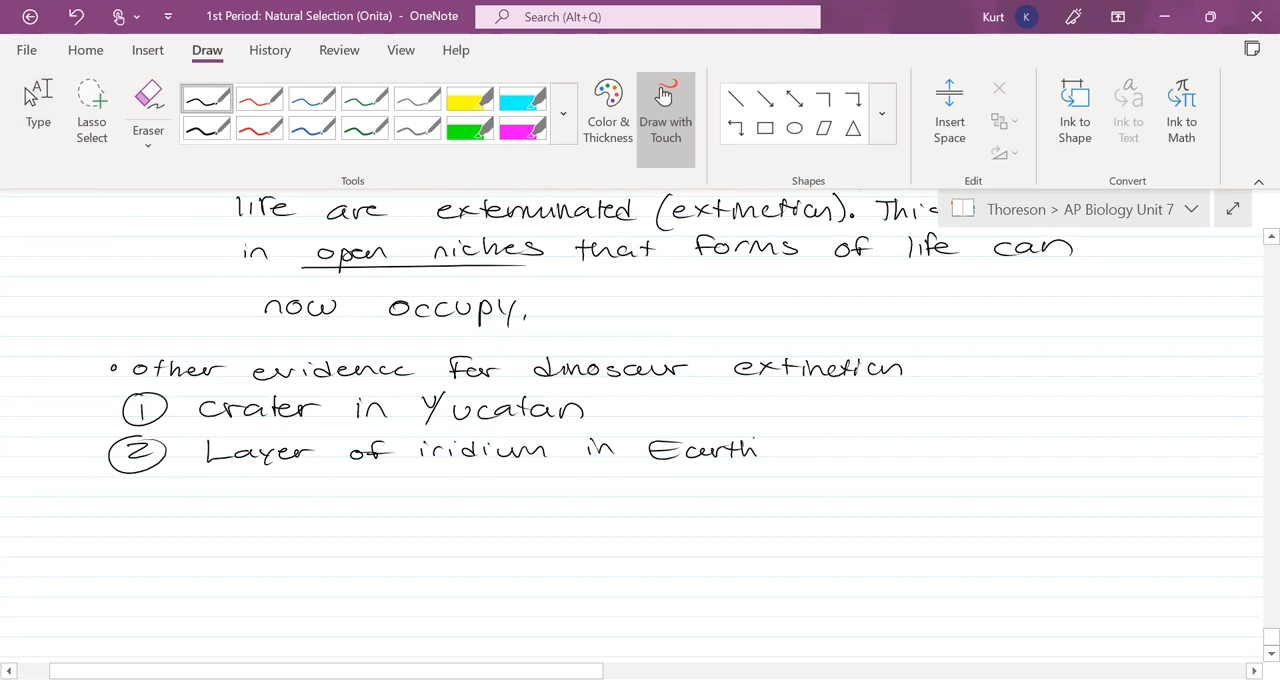 1st Period: Natural Selection (Onita) - OneNote
Search (Alt+Q)
Kurt
K
File Home Insert Draw History Review View Help
Type
Lasso Select
Eraser
Color & Thickness
Draw with Touch
Insert Space
Ink to Shape
Ink to Text
Ink to Math
Tools
Shapes
Edit
Convert
Thoreson > AP Biology Unit 7
life are exterminated (extinction). This
in open niches that forms of life can
now occupy.
• other evidence for dinosaur extinction
1 crater in Yucatan
2 Layer of iridium in Earth